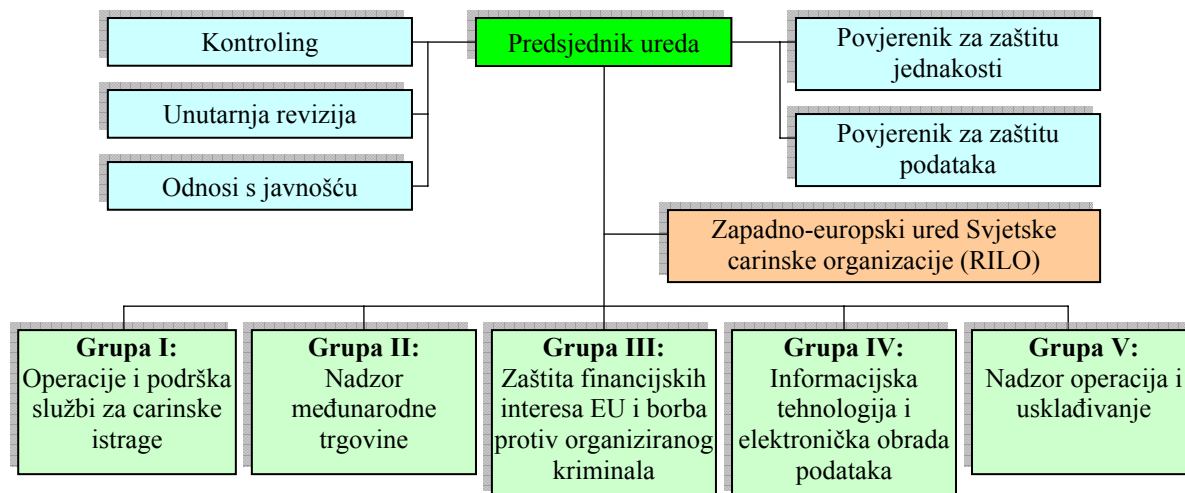 Kontroling
Predsjednik ureda
Povjerenik za zaštitu
jednakosti
Unutarnja revizija
Povjerenik za zaštitu
podataka
Odnosi s javnošću
Zapadno-europski ured Svjetske
carinske organizacije (RILO)
Grupa I:
Operacije i podrška
službi za carinske
istrage
Grupa II:
Nadzor
međunarodne
trgovine
Grupa III:
Zaštita financijskih
interesa EU i borba
protiv organiziranog
kriminala
Grupa IV:
Informacijska
tehnologija i
elektronička obrada
podataka
Grupa V:
Nadzor operacija i
usklađivanje